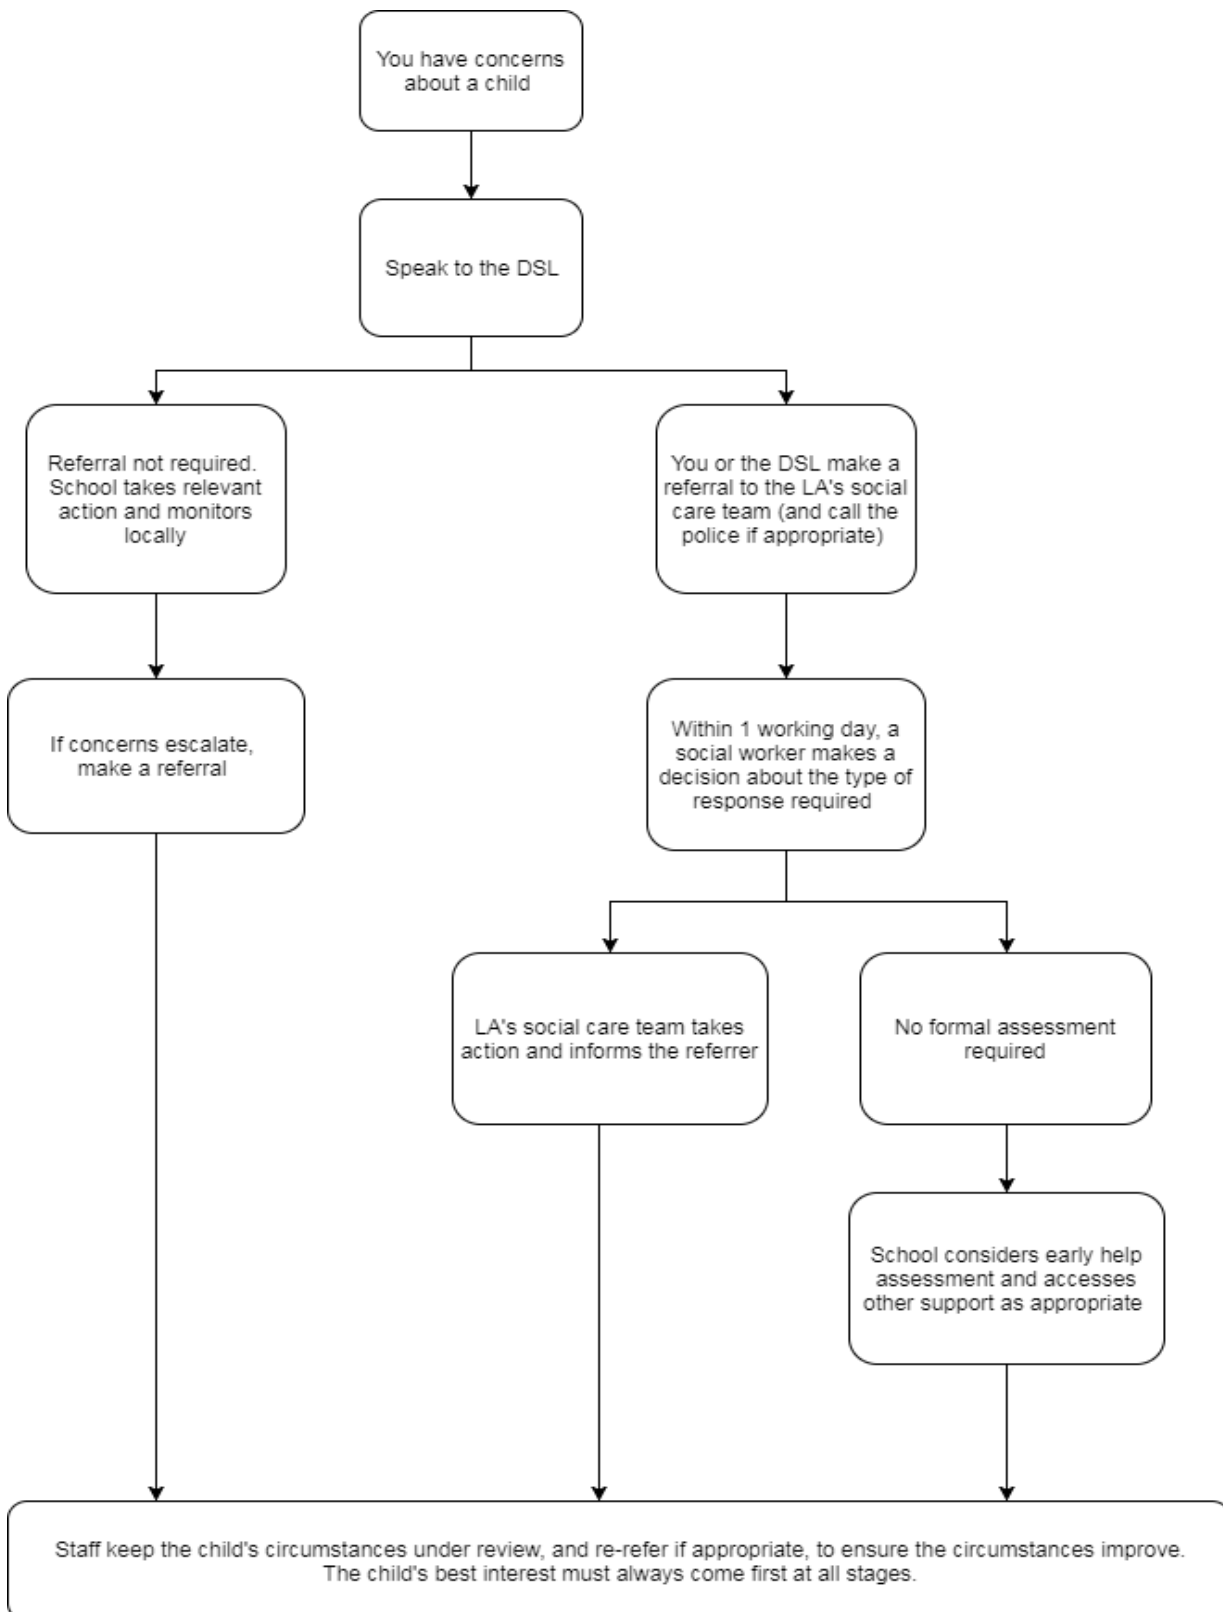 You have concerns
about a child
Speak to the DSL
Referral not required.
School takes relevant
action and monitors
locally
You or the DSL make a
referral to the LA's social
care team (and call the
police if appropriate)
If concerns escalate,
make a referral
Within 1 working day, a
social worker makes a
decision about the type of
response required
LA's social care team takes
action and informs the referrer
No formal assessment
required
School considers early help
assessment and accesses
other support as appropriate
Staff keep the child's circumstances under review, and re-refer if appropriate, to ensure the circumstances improve.
The child's best interest must always come first at all stages.